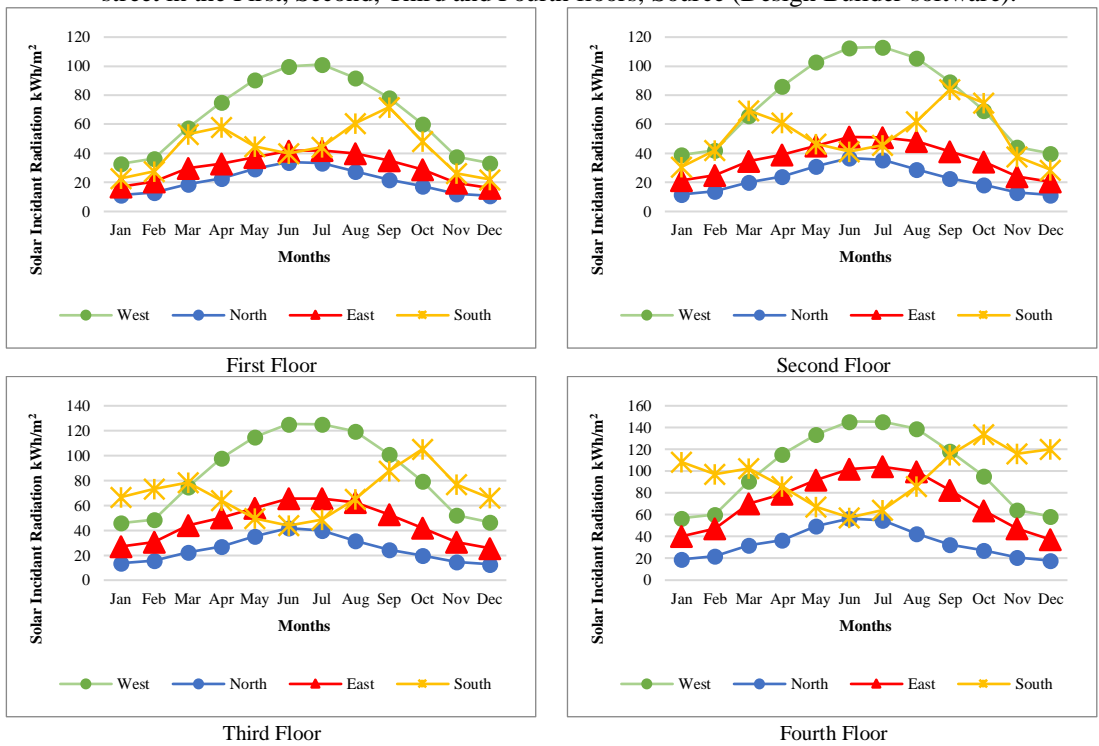 street in the First, Second, Third and Fourth floors, Source (Design Builder software).
Solar Incidant Radiation kWh/m²
120
100
80
60
40
20
0
Jan Feb Mar Apr May Jun Jul Aug Sep Oct Nov Dec
Months
West North East South
First Floor
Solar Incidant Radiation kWh/m²
120
100
80
60
40
20
0
Jan Feb Mar Apr May Jun Jul Aug Sep Oct Nov Dec
Months
West North East South
Second Floor
Solar Incidant Radiation kWh/m²
140
120
100
80
60
40
20
0
Jan Feb Mar Apr May Jun Jul Aug Sep Oct Nov Dec
Months
West North East South
Third Floor
Solar Incidant Radiation kWh/m²
160
140
120
100
80
60
40
20
0
Jan Feb Mar Apr May Jun Jul Aug Sep Oct Nov Dec
Months
West North East South
Fourth Floor